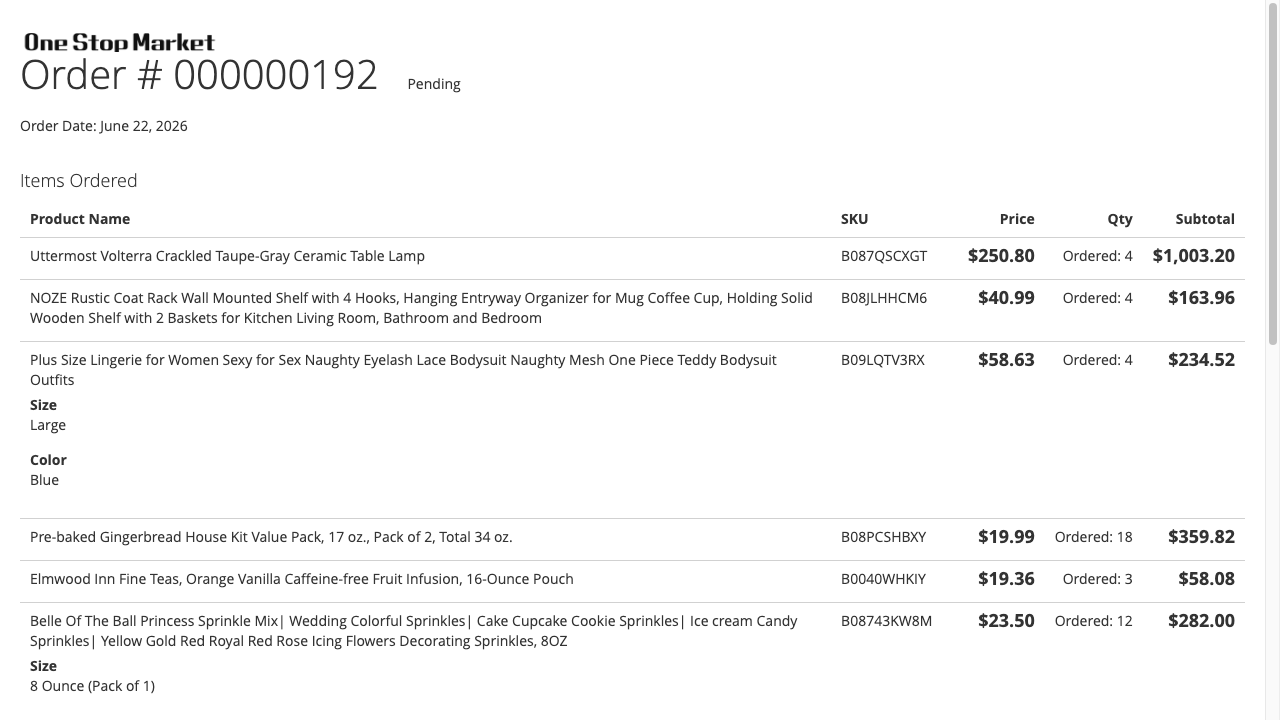 One Stop Market
Order # 000000192 Pending
Order Date: June 22, 2026
Items Ordered
Product Name SKU Price Qty Subtotal
Uttermost Volterra Crackled Taupe-Gray Ceramic Table Lamp B087QSCXGT $250.80 Ordered: 4 $1,003.20
NOZE Rustic Coat Rack Wall Mounted Shelf with 4 Hooks, Hanging Entryway Organizer for Mug Coffee Cup, Holding Solid B08JLHHCM6 $40.99 Ordered: 4 $163.96
Wooden Shelf with 2 Baskets for Kitchen Living Room, Bathroom and Bedroom
Plus Size Lingerie for Women Sexy for Sex Naughty Eyelash Lace Bodysuit Naughty Mesh One Piece Teddy Bodysuit B09LQTV3RX $58.63 Ordered: 4 $234.52
Outfits
Size
Large
Color
Blue
Pre-baked Gingerbread House Kit Value Pack, 17 oz., Pack of 2, Total 34 oz. B08PCSHBXY $19.99 Ordered: 18 $359.82
Elmwood Inn Fine Teas, Orange Vanilla Caffeine-free Fruit Infusion, 16-Ounce Pouch B0040WHKIY $19.36 Ordered: 3 $58.08
Belle Of The Ball Princess Sprinkle Mix| Wedding Colorful Sprinkles| Cake Cupcake Cookie Sprinkles| Ice cream Candy B08743KW8M $23.50 Ordered: 12 $282.00
Sprinkles| Yellow Gold Red Royal Red Rose Icing Flowers Decorating Sprinkles, 8OZ
Size
8 Ounce (Pack of 1)